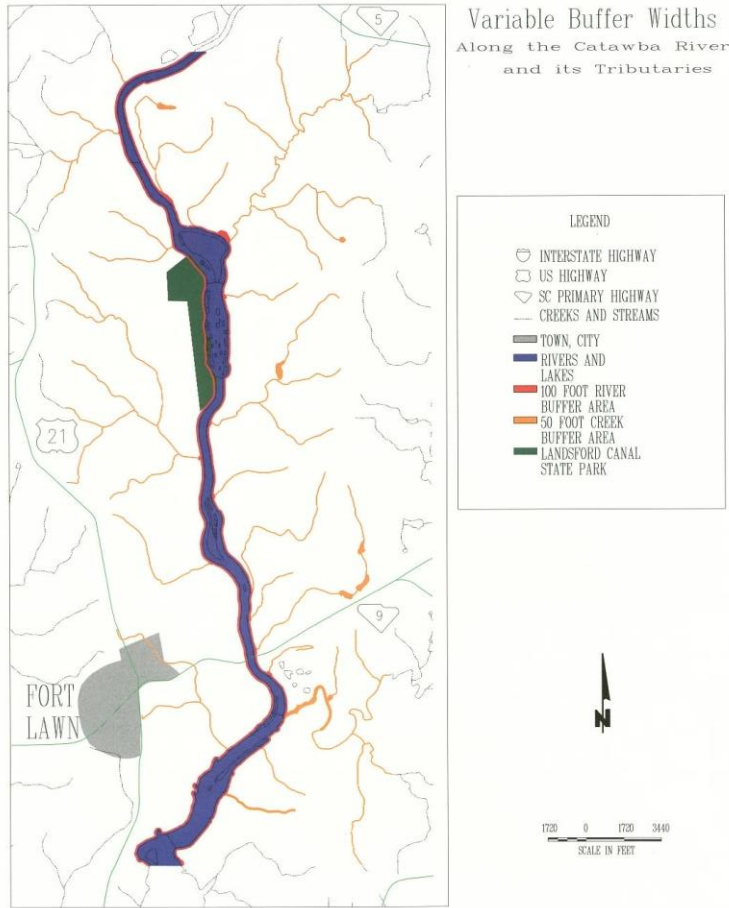 Variable Buffer Widths
Along the Catawba River
and its Tributaries
5
LEGEND
INTERSTATE HIGHWAY
US HIGHWAY
SC PRIMARY HIGHWAY
CREEKS AND STREAMS
TOWN, CITY
RIVERS AND
LAKES
100 FOOT RIVER
BUFFER AREA
50 FOOT CREEK
BUFFER AREA
LANDSFORD CANAL
STATE PARK
21
9
FORT
LAWN
N
1720 0 1720 3440
SCALE IN FEET